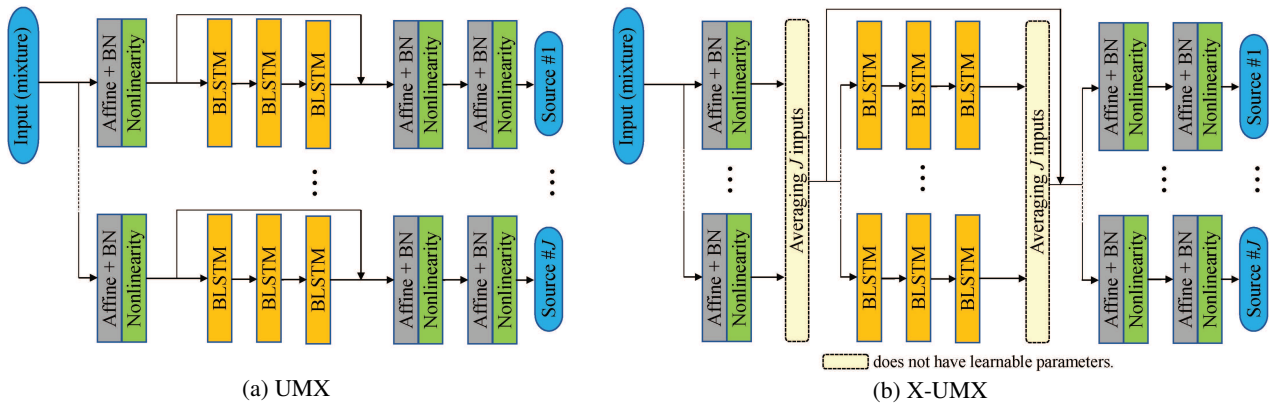 Input (mixture)
Affine + BN
Nonlinearity
BLSTM
BLSTM
BLSTM
Affine + BN
Nonlinearity
Affine + BN
Nonlinearity
Source #1
Affine + BN
Nonlinearity
BLSTM
BLSTM
BLSTM
Affine + BN
Nonlinearity
Affine + BN
Nonlinearity
Source #J
(a) UMX
Input (mixture)
Affine + BN
Nonlinearity
Affine + BN
Nonlinearity
Averaging J inputs
BLSTM
BLSTM
BLSTM
BLSTM
BLSTM
BLSTM
Averaging J inputs
Affine + BN
Nonlinearity
Affine + BN
Nonlinearity
Source #1
Affine + BN
Nonlinearity
Affine + BN
Nonlinearity
Source #J
does not have learnable parameters.
(b) X-UMX